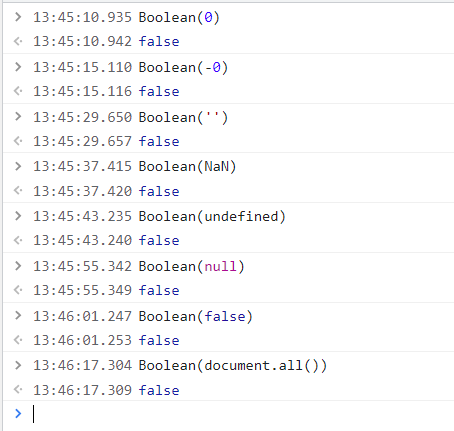 > 13:45:10.935 Boolean(0)
<· 13:45:10.942 false
> 13:45:15.110 Boolean(-0)
<· 13:45:15.116 false
> 13:45:29.650 Boolean('')
<· 13:45:29.657 false
> 13:45:37.415 Boolean(NaN)
<· 13:45:37.420 false
> 13:45:43.235 Boolean(undefined)
<· 13:45:43.240 false
> 13:45:55.342 Boolean(null)
<· 13:45:55.349 false
> 13:46:01.247 Boolean(false)
<· 13:46:01.253 false
> 13:46:17.304 Boolean(document.all())
<· 13:46:17.309 false
>